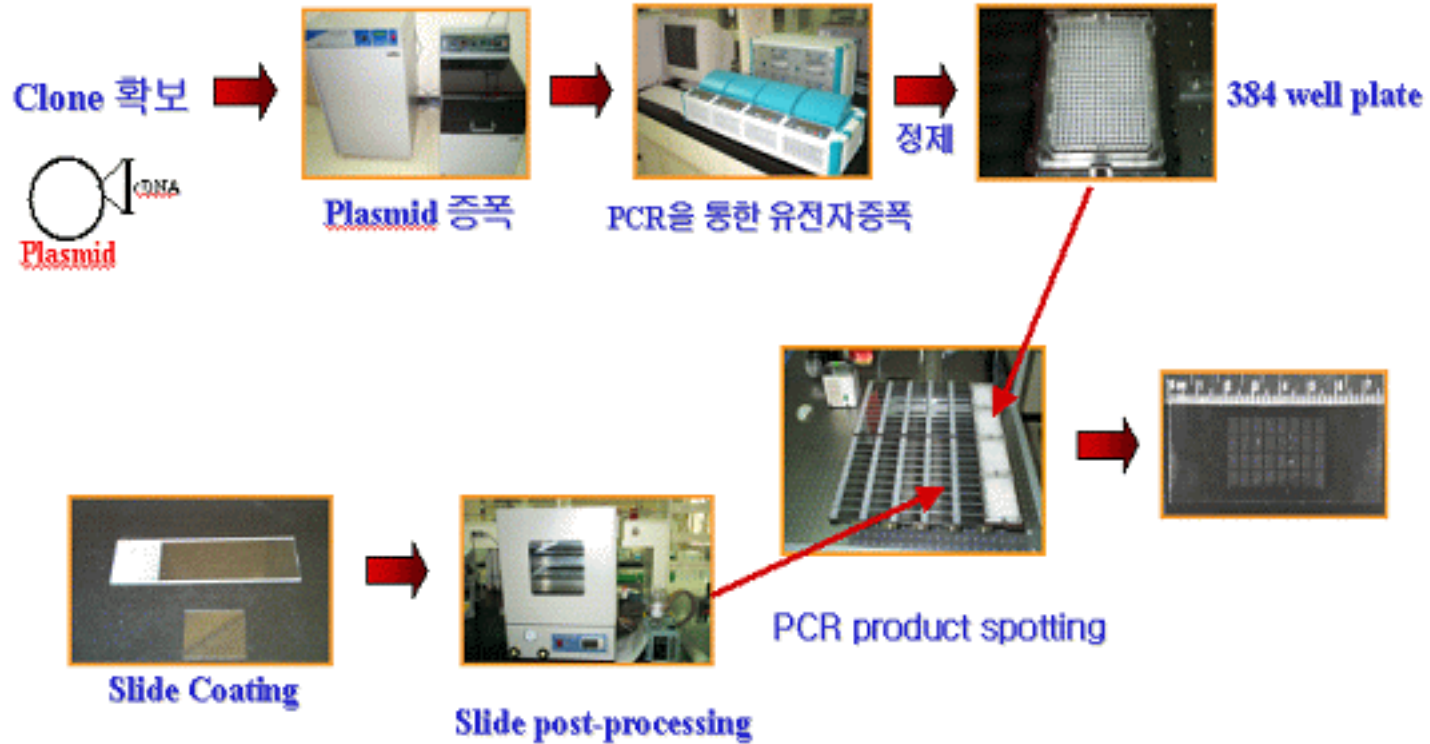 Clone 확보
cDNA
Plasmid
Plasmid 증폭
PCR을 통한 유전자증폭
정제
384 well plate
Slide Coating
Slide post-processing
PCR product spotting